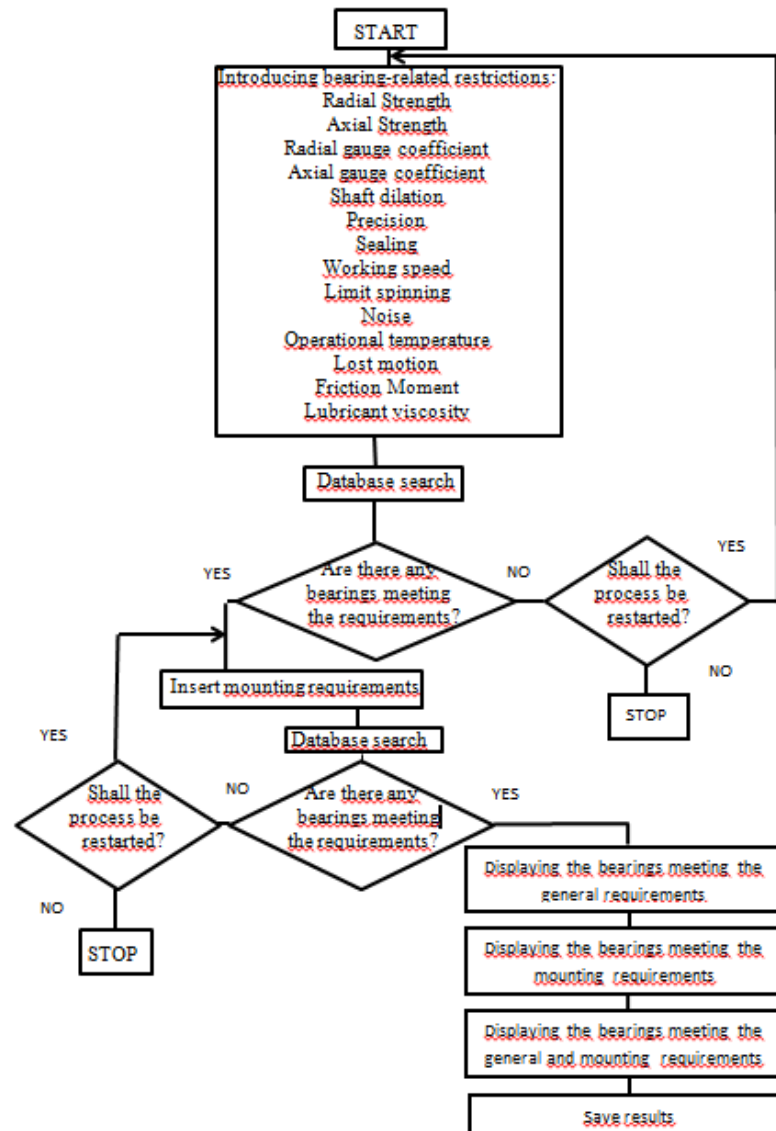 START
Introducing bearing-related restrictions:
Radial Strength
Axial Strength
Radial gauge coefficient
Axial gauge coefficient
Shaft dilation
Precision
Sealing
Working speed
Limit spinning
Noise
Operational temperature
Lost motion
Friction Moment
Lubricant viscosity
Database search
YES
Are there any
bearings meeting
the requirements?
NO
Shall the
process be
restarted?
YES
NO
STOP
Insert mounting requirements
Database search
YES
Shall the
process be
restarted?
NO
Are there any
bearings meeting
the requirements?
YES
NO
STOP
Displaying the bearings meeting the
general requirements
Displaying the bearings meeting the
mounting requirements
Displaying the bearings meeting the
general and mounting requirements
Save results